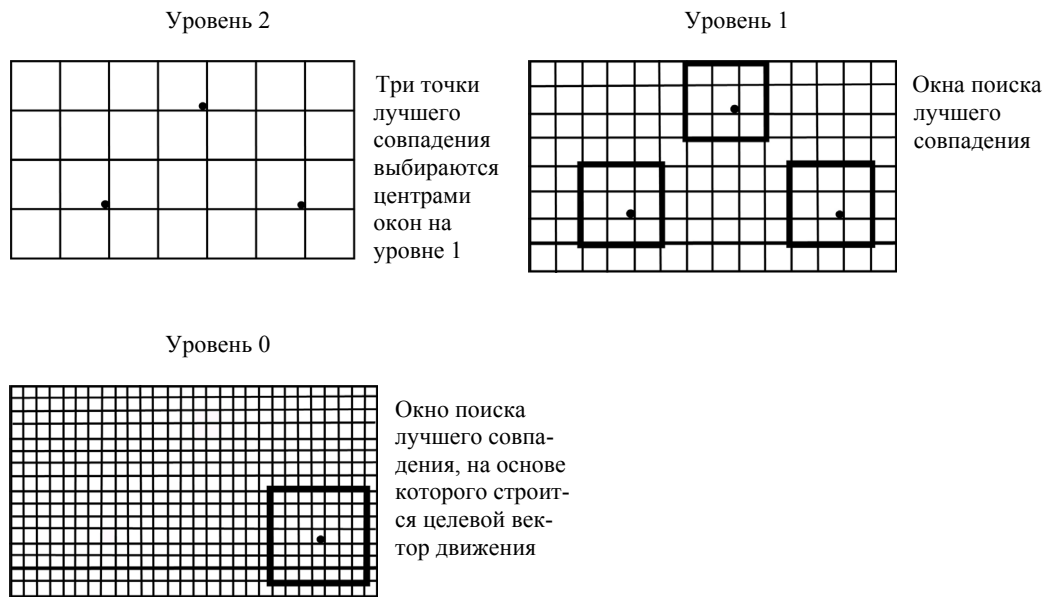 Уровень 2
Три точки
лучшего
совпадения
выбираются
центрами
окон на
уровне 1
Уровень 1
Окна поиска
лучшего
совпадения
Уровень 0
Окно поиска
лучшего совпа-
дения, на основе
которого строит-
ся целевой век-
тор движения